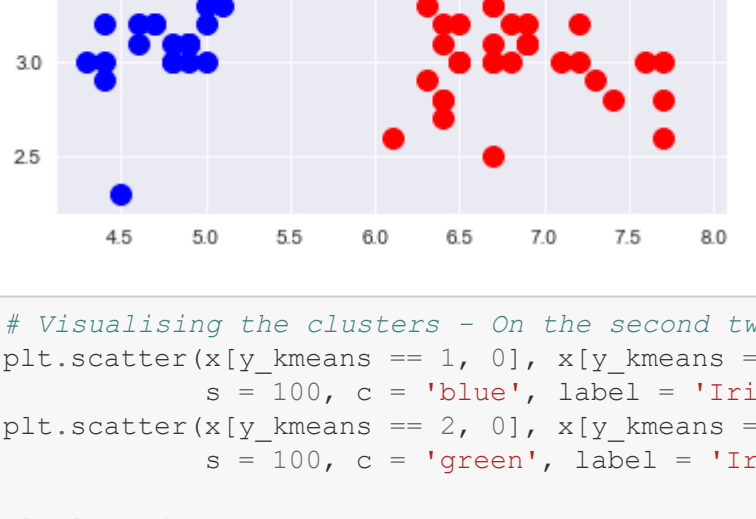 3.0
2.5
4.5 5.0 5.5 6.0 6.5 7.0 7.5 8.0
# Visualising the clusters - On the second tw
plt.scatter(x[y_kmeans == 1, 0], x[y_kmeans =
s = 100, c = 'blue', label = 'Iri
plt.scatter(x[y_kmeans == 2, 0], x[y_kmeans =
s = 100, c = 'green', label = 'Ir